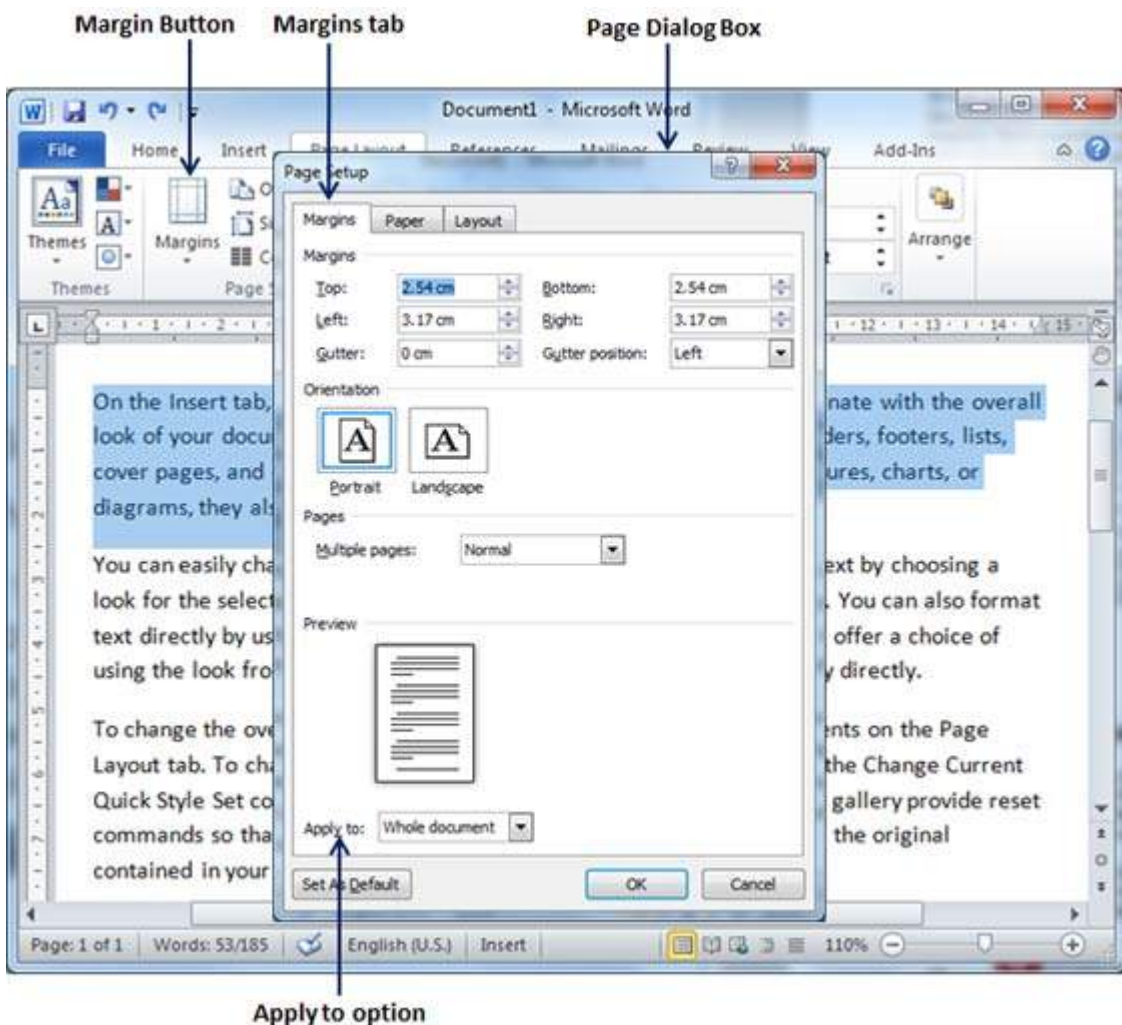 Margin Button Margins tab Page Dialog Box
Document1 - Microsoft Word
File Home Insert Page Layout References Mailings Review View Add-Ins
Page Setup
Themes Margins Arrange
Themes Page S
Margins Paper Layout
Margins
Top: 2.54 cm Bottom: 2.54 cm
Left: 3.17 cm Right: 3.17 cm
Gutter: 0 cm Gutter position: Left
Orientation
Portrait Landscape
Pages
Multiple pages: Normal
Preview
Apply to: Whole document
Set As Default OK Cancel
On the Insert tab, nate with the overall
look of your docu ders, footers, lists,
cover pages, and ures, charts, or
diagrams, they als
You can easily cha ext by choosing a
look for the select . You can also format
text directly by us offer a choice of
using the look fro y directly.
To change the ove ents on the Page
Layout tab. To cha the Change Current
Quick Style Set co gallery provide reset
commands so tha the original
contained in your
Page: 1 of 1 Words: 53/185 English (U.S.) Insert 110%
Apply to option